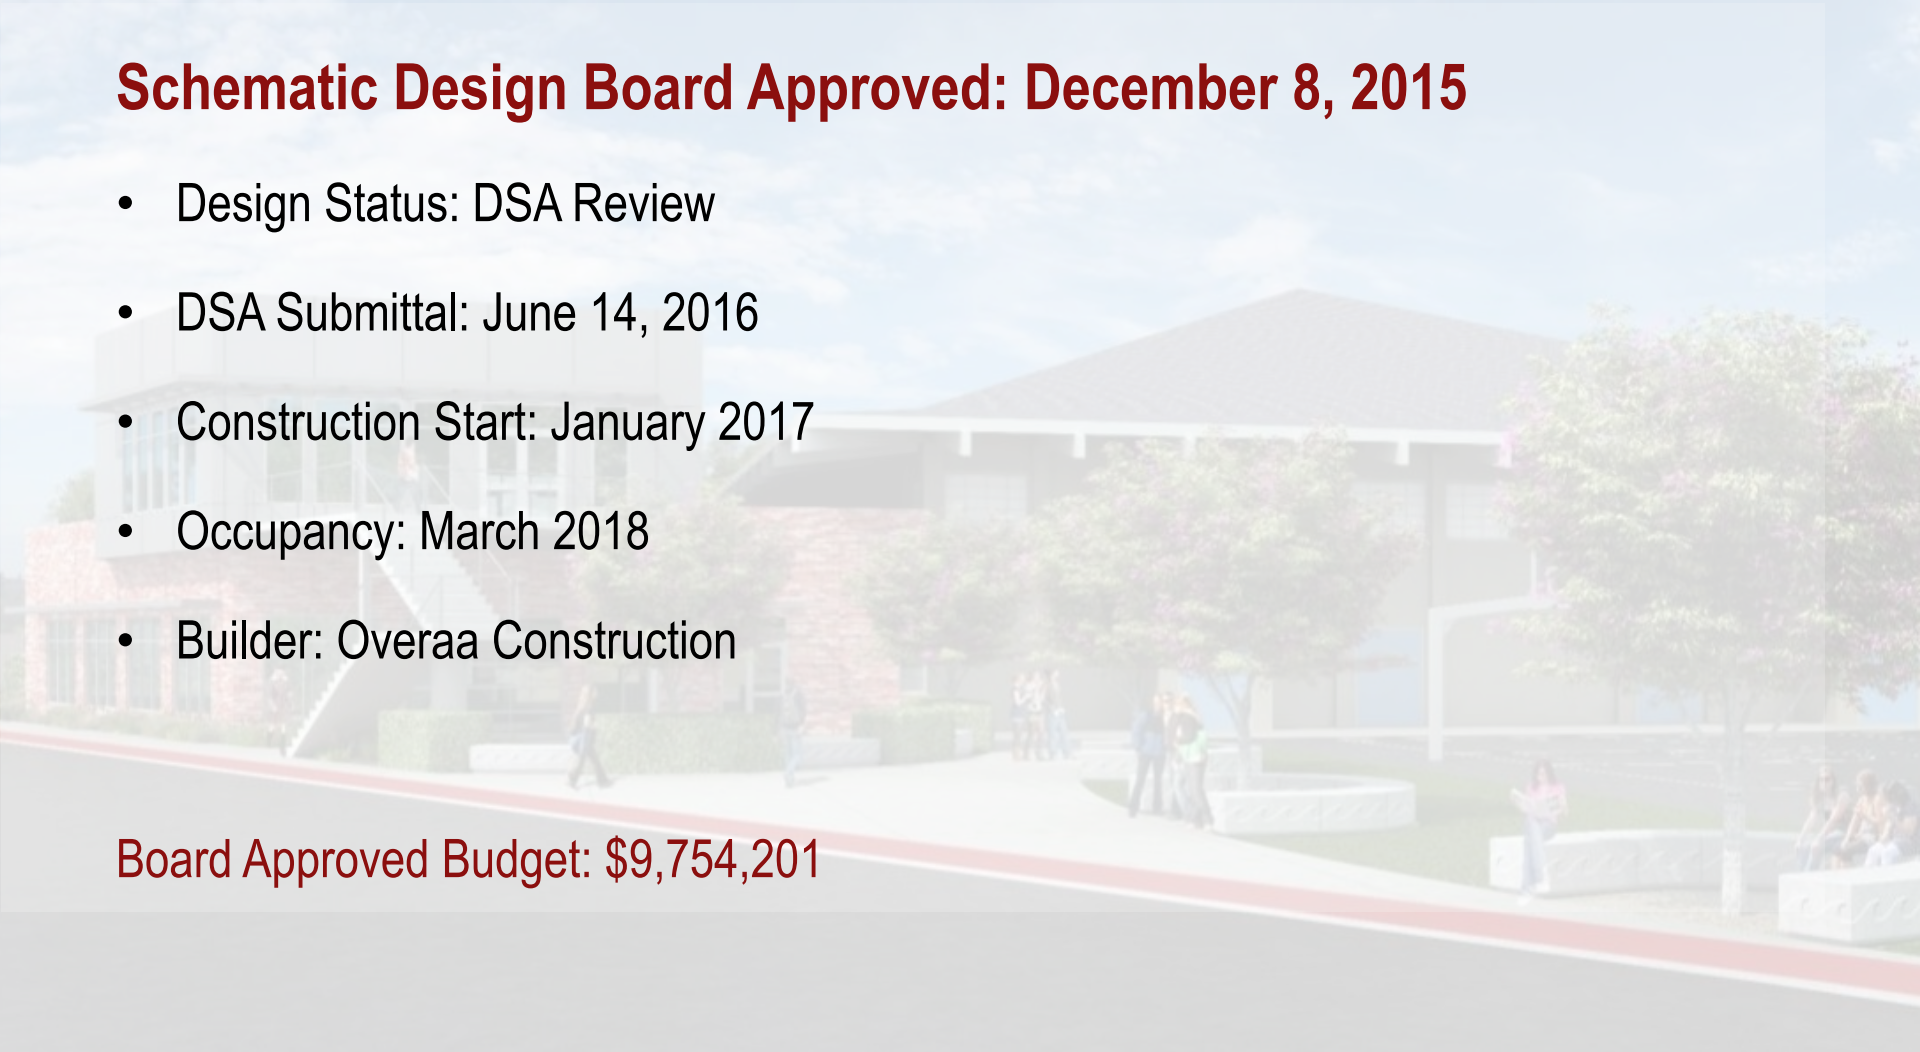 Schematic Design Board Approved: December 8, 2015
• Design Status: DSA Review
• DSA Submittal: June 14, 2016
• Construction Start: January 2017
• Occupancy: March 2018
• Builder: Overaa Construction
Board Approved Budget: $9,754,201